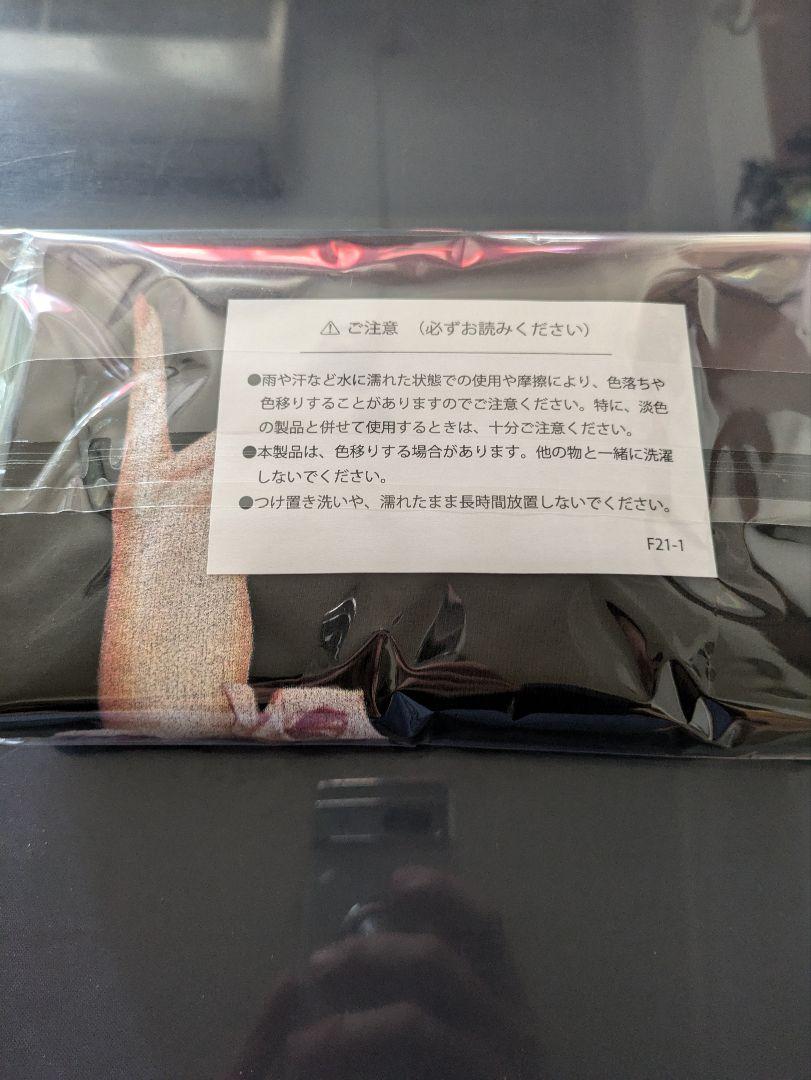 ⚠ ご注意 （必ずお読みください）
●雨や汗など水に濡れた状態での使用や摩擦により、色落ちや
色移りすることがありますのでご注意ください。特に、淡色
の製品と併せて使用するときは、十分ご注意ください。
●本製品は、色移りする場合があります。他の物と一緒に洗濯
しないでください。
●つけ置き洗いや、濡れたまま長時間放置しないでください。
F21-1